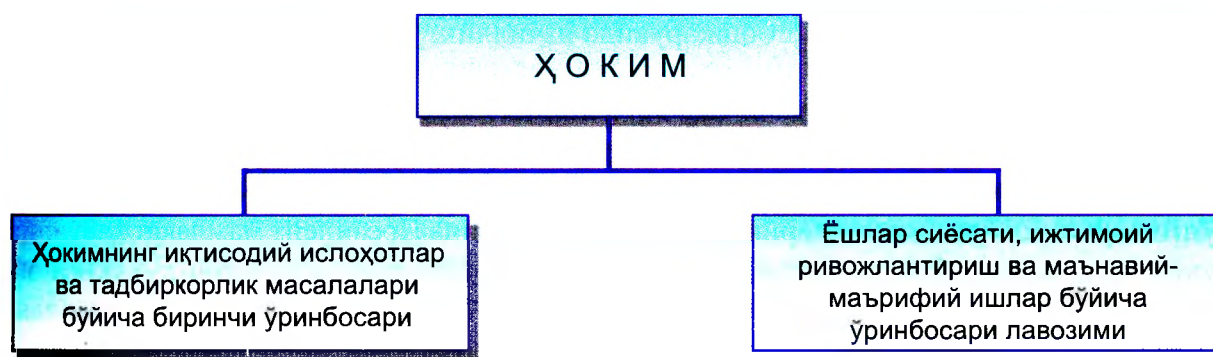 ҲОКИМ
Ҳокимнинг иқтисодий ислоҳотлар
ва тадбиркорлик масалалари
бўйича биринчи ўринбосари
Ёшлар сиёсати, ижтимоий
ривожлантириш ва маънавий-
маърифий ишлар бўйича
ўринбосари лавозими